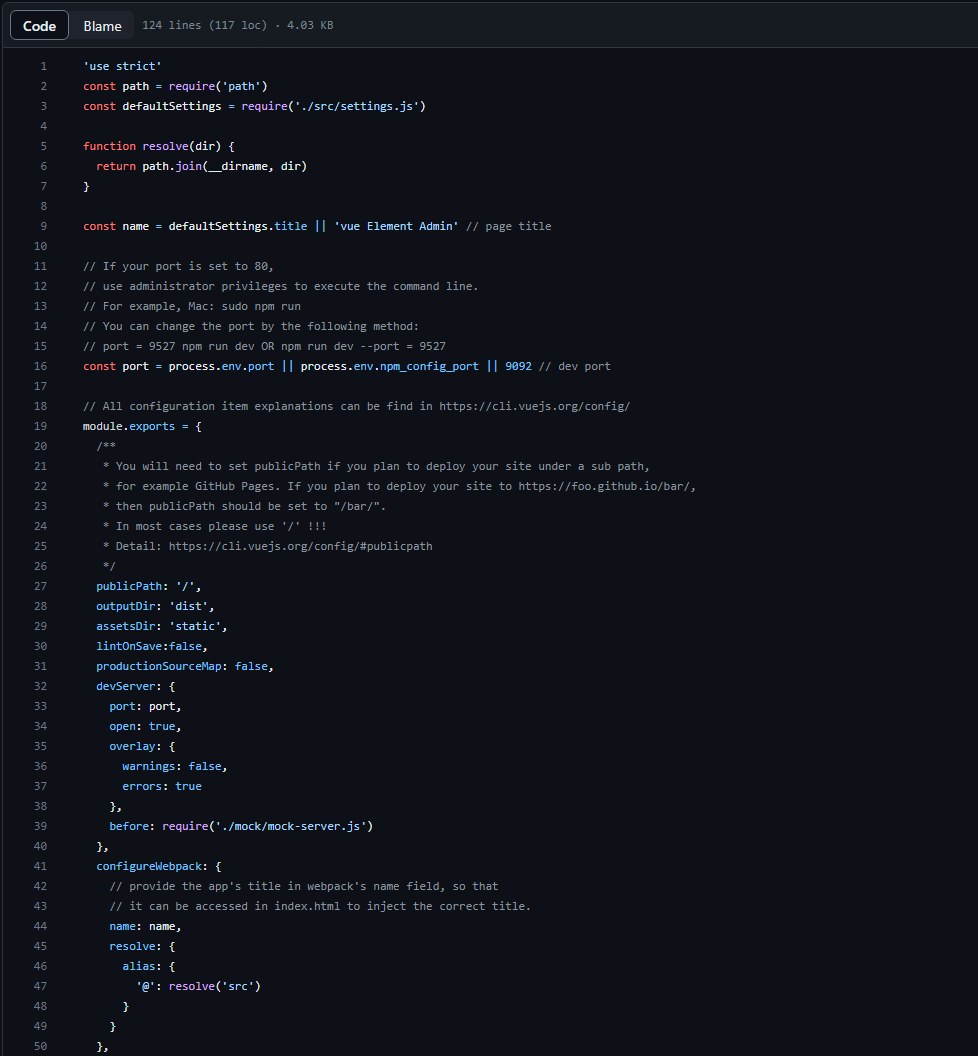 Code Blame 124 lines (117 loc) · 4.03 KB
1 'use strict'
2 const path = require('path')
3 const defaultSettings = require('./src/settings.js')
4
5 function resolve(dir) {
6   return path.join(__dirname, dir)
7 }
8
9 const name = defaultSettings.title || 'vue Element Admin' // page title
10
11 // If your port is set to 80,
12 // use administrator privileges to execute the command line.
13 // For example, Mac: sudo npm run
14 // You can change the port by the following method:
15 // port = 9527 npm run dev OR npm run dev --port = 9527
16 const port = process.env.port || process.env.npm_config_port || 9092 // dev port
17
18 // All configuration item explanations can be find in https://cli.vuejs.org/config/
19 module.exports = {
20   /**
21    * You will need to set publicPath if you plan to deploy your site under a sub path,
22    * for example GitHub Pages. If you plan to deploy your site to https://foo.github.io/bar/,
23    * then publicPath should be set to "/bar/".
24    * In most cases please use '/' !!!
25    * Detail: https://cli.vuejs.org/config/#publicpath
26    */
27   publicPath: '/',
28   outputDir: 'dist',
29   assetsDir: 'static',
30   lintOnSave:false,
31   productionSourceMap: false,
32   devServer: {
33     port: port,
34     open: true,
35     overlay: {
36       warnings: false,
37       errors: true
38     },
39     before: require('./mock/mock-server.js')
40   },
41   configureWebpack: {
42     // provide the app's title in webpack's name field, so that
43     // it can be accessed in index.html to inject the correct title.
44     name: name,
45     resolve: {
46       alias: {
47         '@': resolve('src')
48       }
49     }
50   },